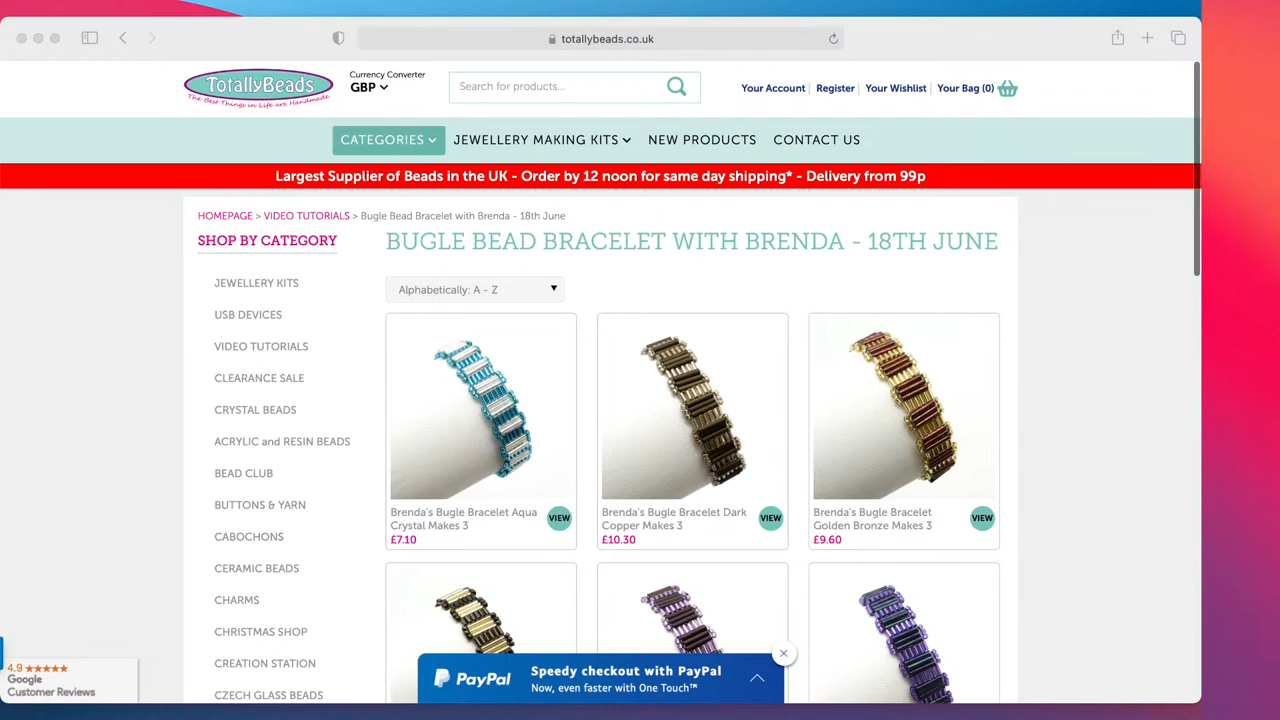 totallybeads.co.uk
TotallyBeads
The Best Things in Life are Handmade
Currency Converter
GBP
Search for products...
Your Account
Register
Your Wishlist
Your Bag (0)
CATEGORIES
JEWELLERY MAKING KITS
NEW PRODUCTS
CONTACT US
Largest Supplier of Beads in the UK - Order by 12 noon for same day shipping* - Delivery from 99p
HOMEPAGE > VIDEO TUTORIALS > Bugle Bead Bracelet with Brenda - 18th June
SHOP BY CATEGORY
JEWELLERY KITS
USB DEVICES
VIDEO TUTORIALS
CLEARANCE SALE
CRYSTAL BEADS
ACRYLIC and RESIN BEADS
BEAD CLUB
BUTTONS & YARN
CABOCHONS
CERAMIC BEADS
CHARMS
CHRISTMAS SHOP
CREATION STATION
CZECH GLASS BEADS
BUGLE BEAD BRACELET WITH BRENDA - 18TH JUNE
Alphabetically: A - Z
Brenda's Bugle Bracelet Aqua
Crystal Makes 3
£7.10
VIEW
Brenda's Bugle Bracelet Dark
Copper Makes 3
£10.30
VIEW
Brenda's Bugle Bracelet
Golden Bronze Makes 3
£9.60
VIEW
PayPal
Speedy checkout with PayPal
Now, even faster with One Touch™
4.9 ★★★★★
Google
Customer Reviews